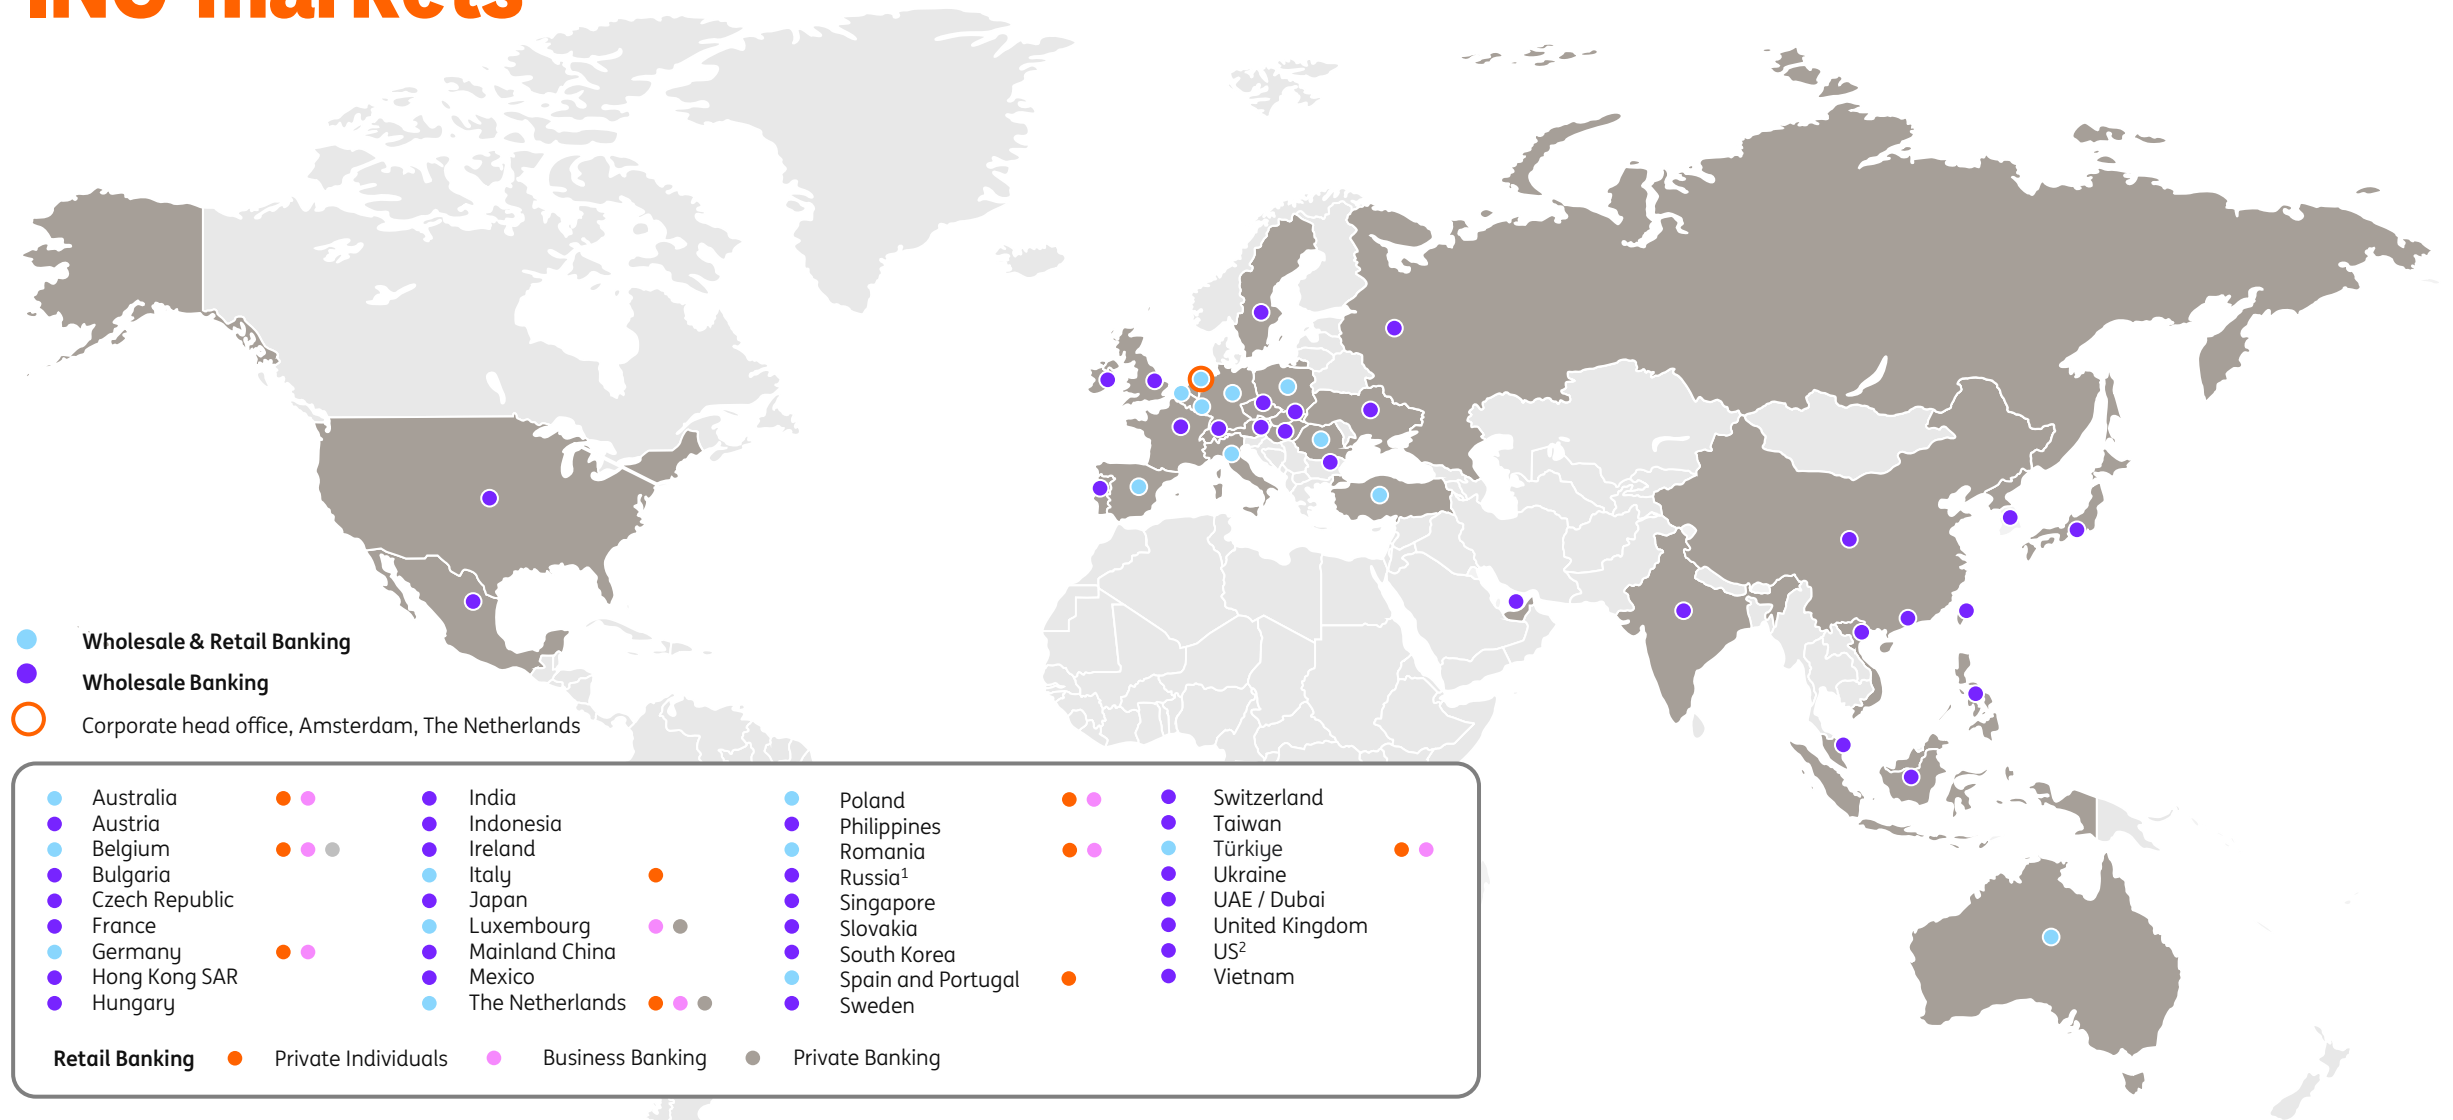 ING markets
Wholesale & Retail Banking
Wholesale Banking
Corporate head office, Amsterdam, The Netherlands
Australia
Austria
Belgium
Bulgaria
Czech Republic
France
Germany
Hong Kong SAR
Hungary
India
Indonesia
Ireland
Italy
Japan
Luxembourg
Mainland China
Mexico
The Netherlands
Poland
Philippines
Romania
Russia¹
Singapore
Slovakia
South Korea
Spain and Portugal
Sweden
Switzerland
Taiwan
Türkiye
Ukraine
UAE / Dubai
United Kingdom
US²
Vietnam
Retail Banking Private Individuals Business Banking Private Banking